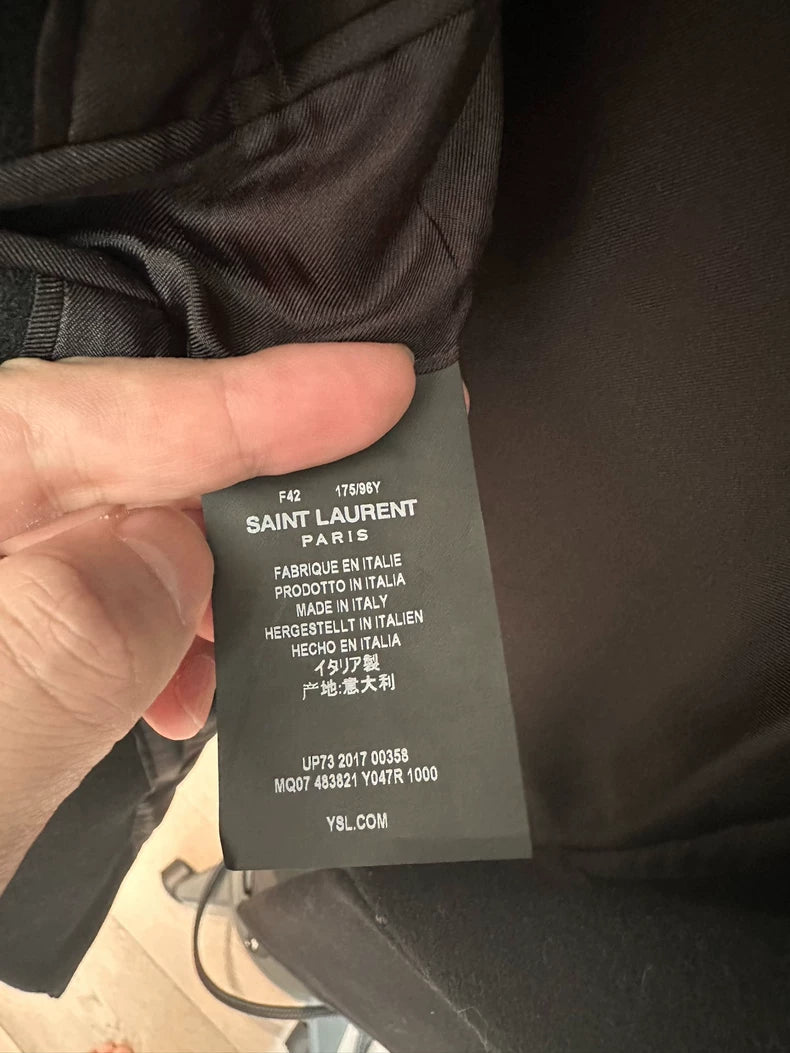 F42 175/96Y
SAINT LAURENT
PARIS
FABRIQUE EN ITALIE
PRODOTTO IN ITALIA
MADE IN ITALY
HERGESTELLT IN ITALIEN
HECHO EN ITALIA
イタリア製
产地:意大利
UP73 2017 00358
MQ07 483821 Y047R 1000
YSL.COM